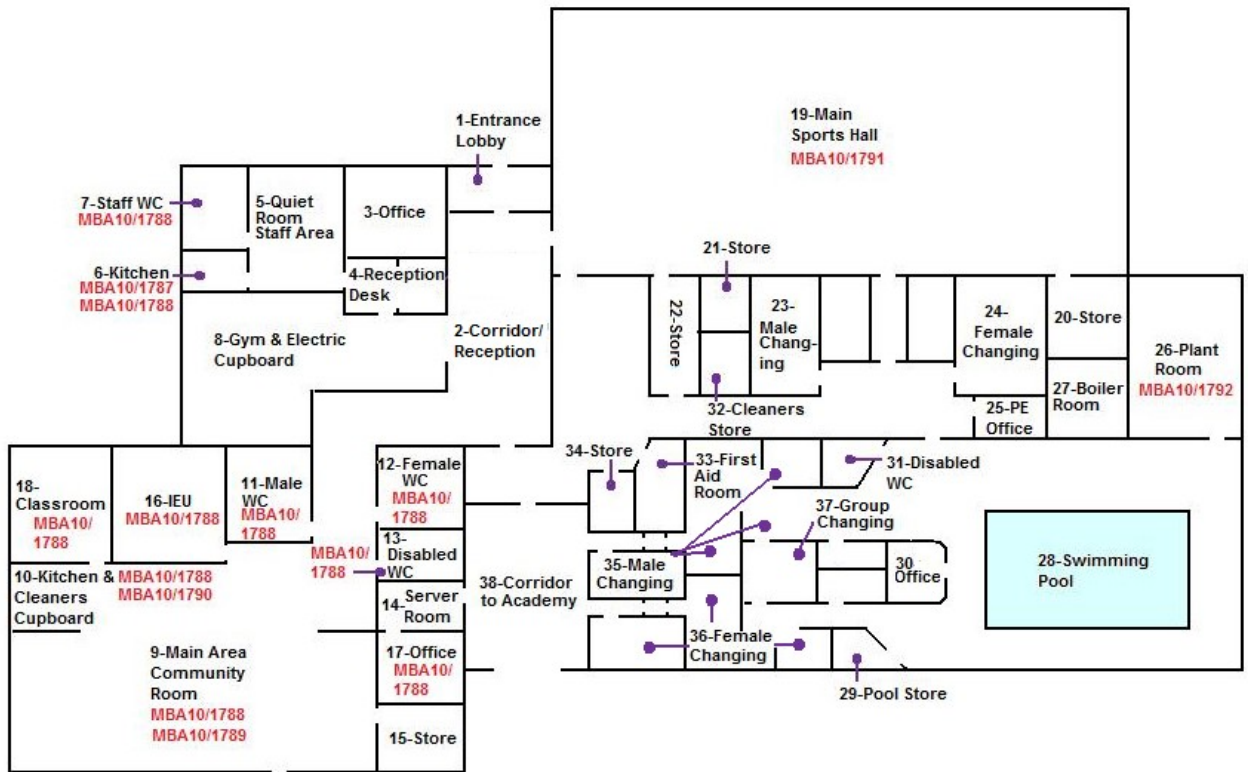 1-Entrance
Lobby
19-Main
Sports Hall
MBA10/1791
7-Staff WC
MBA10/1788
5-Quiet
Room
Staff Area
3-Office
6-Kitchen
MBA10/1787
MBA10/1788
4-Reception
Desk
21-Store
22-Store
23-
Male
Chang-
ing
24-
Female
Changing
20-Store
26-Plant
Room
MBA10/1792
8-Gym & Electric
Cupboard
2-Corridor/
Reception
27-Boiler
Room
25-PE
Office
32-Cleaners
Store
34-Store
33-First
Aid Room
31-Disabled
WC
18-
Classroom
MBA10/
1788
16-IEU
MBA10/1788
11-Male
WC
MBA10/
1788
12-Female
WC
MBA10/
1788
MBA10/
1788
13-
Disabled
WC
37-Group
Changing
28-Swimming
Pool
10-Kitchen &
Cleaners
Cupboard
MBA10/1788
MBA10/1790
14-Server
Room
38-Corridor
to Academy
35-Male
Changing
30
Office
9-Main Area
Community
Room
MBA10/1788
MBA10/1789
17-Office
MBA10/
1788
36-Female
Changing
29-Pool Store
15-Store